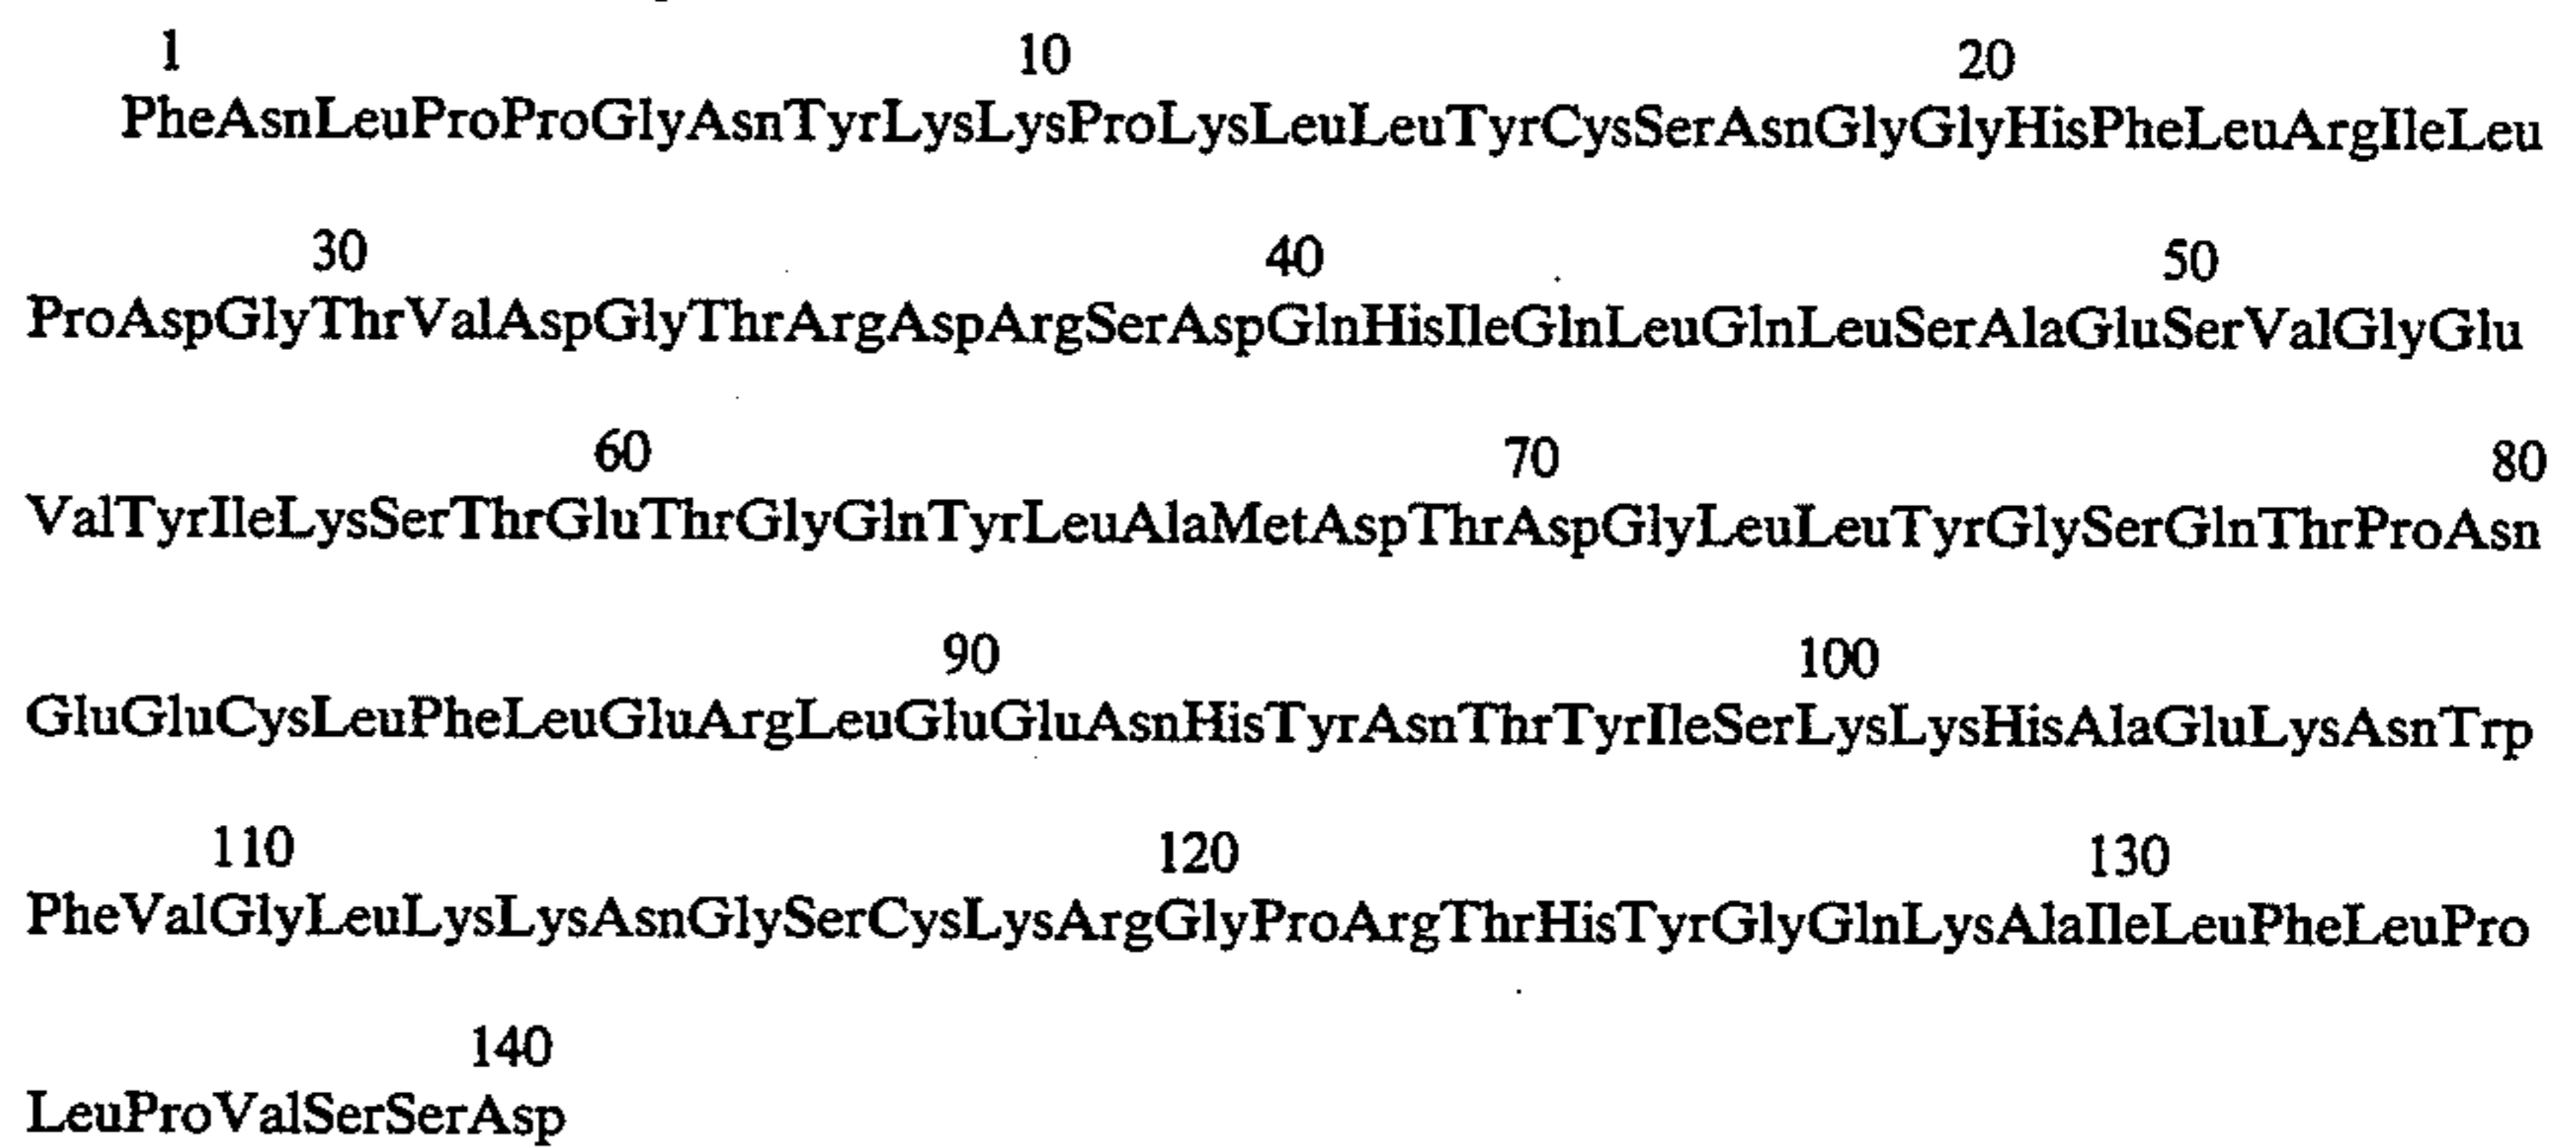 1 10 20
PheAsnLeuProProGlyAsnTyrLysLysProLysLeuLeuTyrCysSerAsnGlyGlyHisPheLeuArgIleLeu
30 40 50
ProAspGlyThrValAspGlyThrArgAspArgSerAspGlnHisIleGlnLeuGlnLeuSerAlaGluSerValGlyGlu
60 70 80
ValTyrIleLysSerThrGluThrGlyGlnTyrLeuAlaMetAspThrAspGlyLeuLeuTyrGlySerGlnThrProAsn
90 100
GluGluCysLeuPheLeuGluArgLeuGluGluAsnHisTyrAsnThrTyrIleSerLysLysHisAlaGluLysAsnTrp
110 120 130
PheValGlyLeuLysLysAsnGlySerCysLysArgGlyProArgThrHisTyrGlyGlnLysAlaIleLeuPheLeuPro
140
LeuProValSerSerAsp